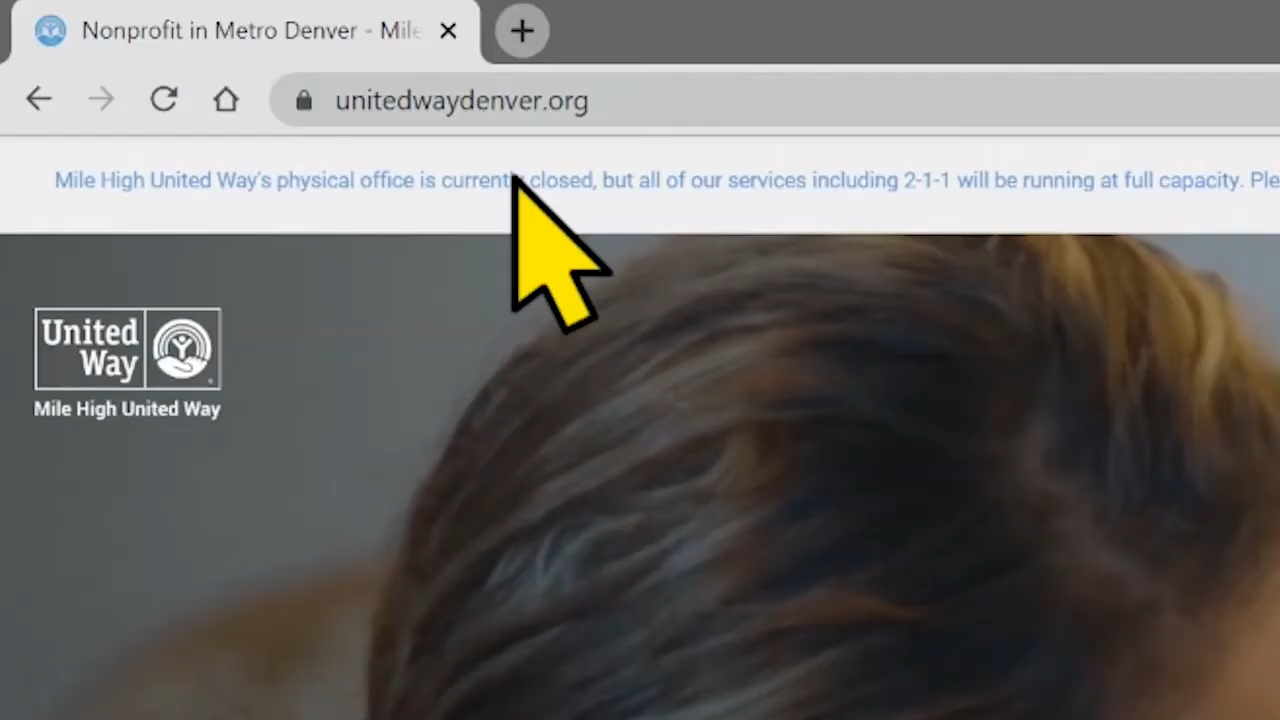 Nonprofit in Metro Denver - Mile
unitedwaydenver.org
Mile High United Way's physical office is currently closed, but all of our services including 2-1-1 will be running at full capacity.
United
Way
Mile High United Way